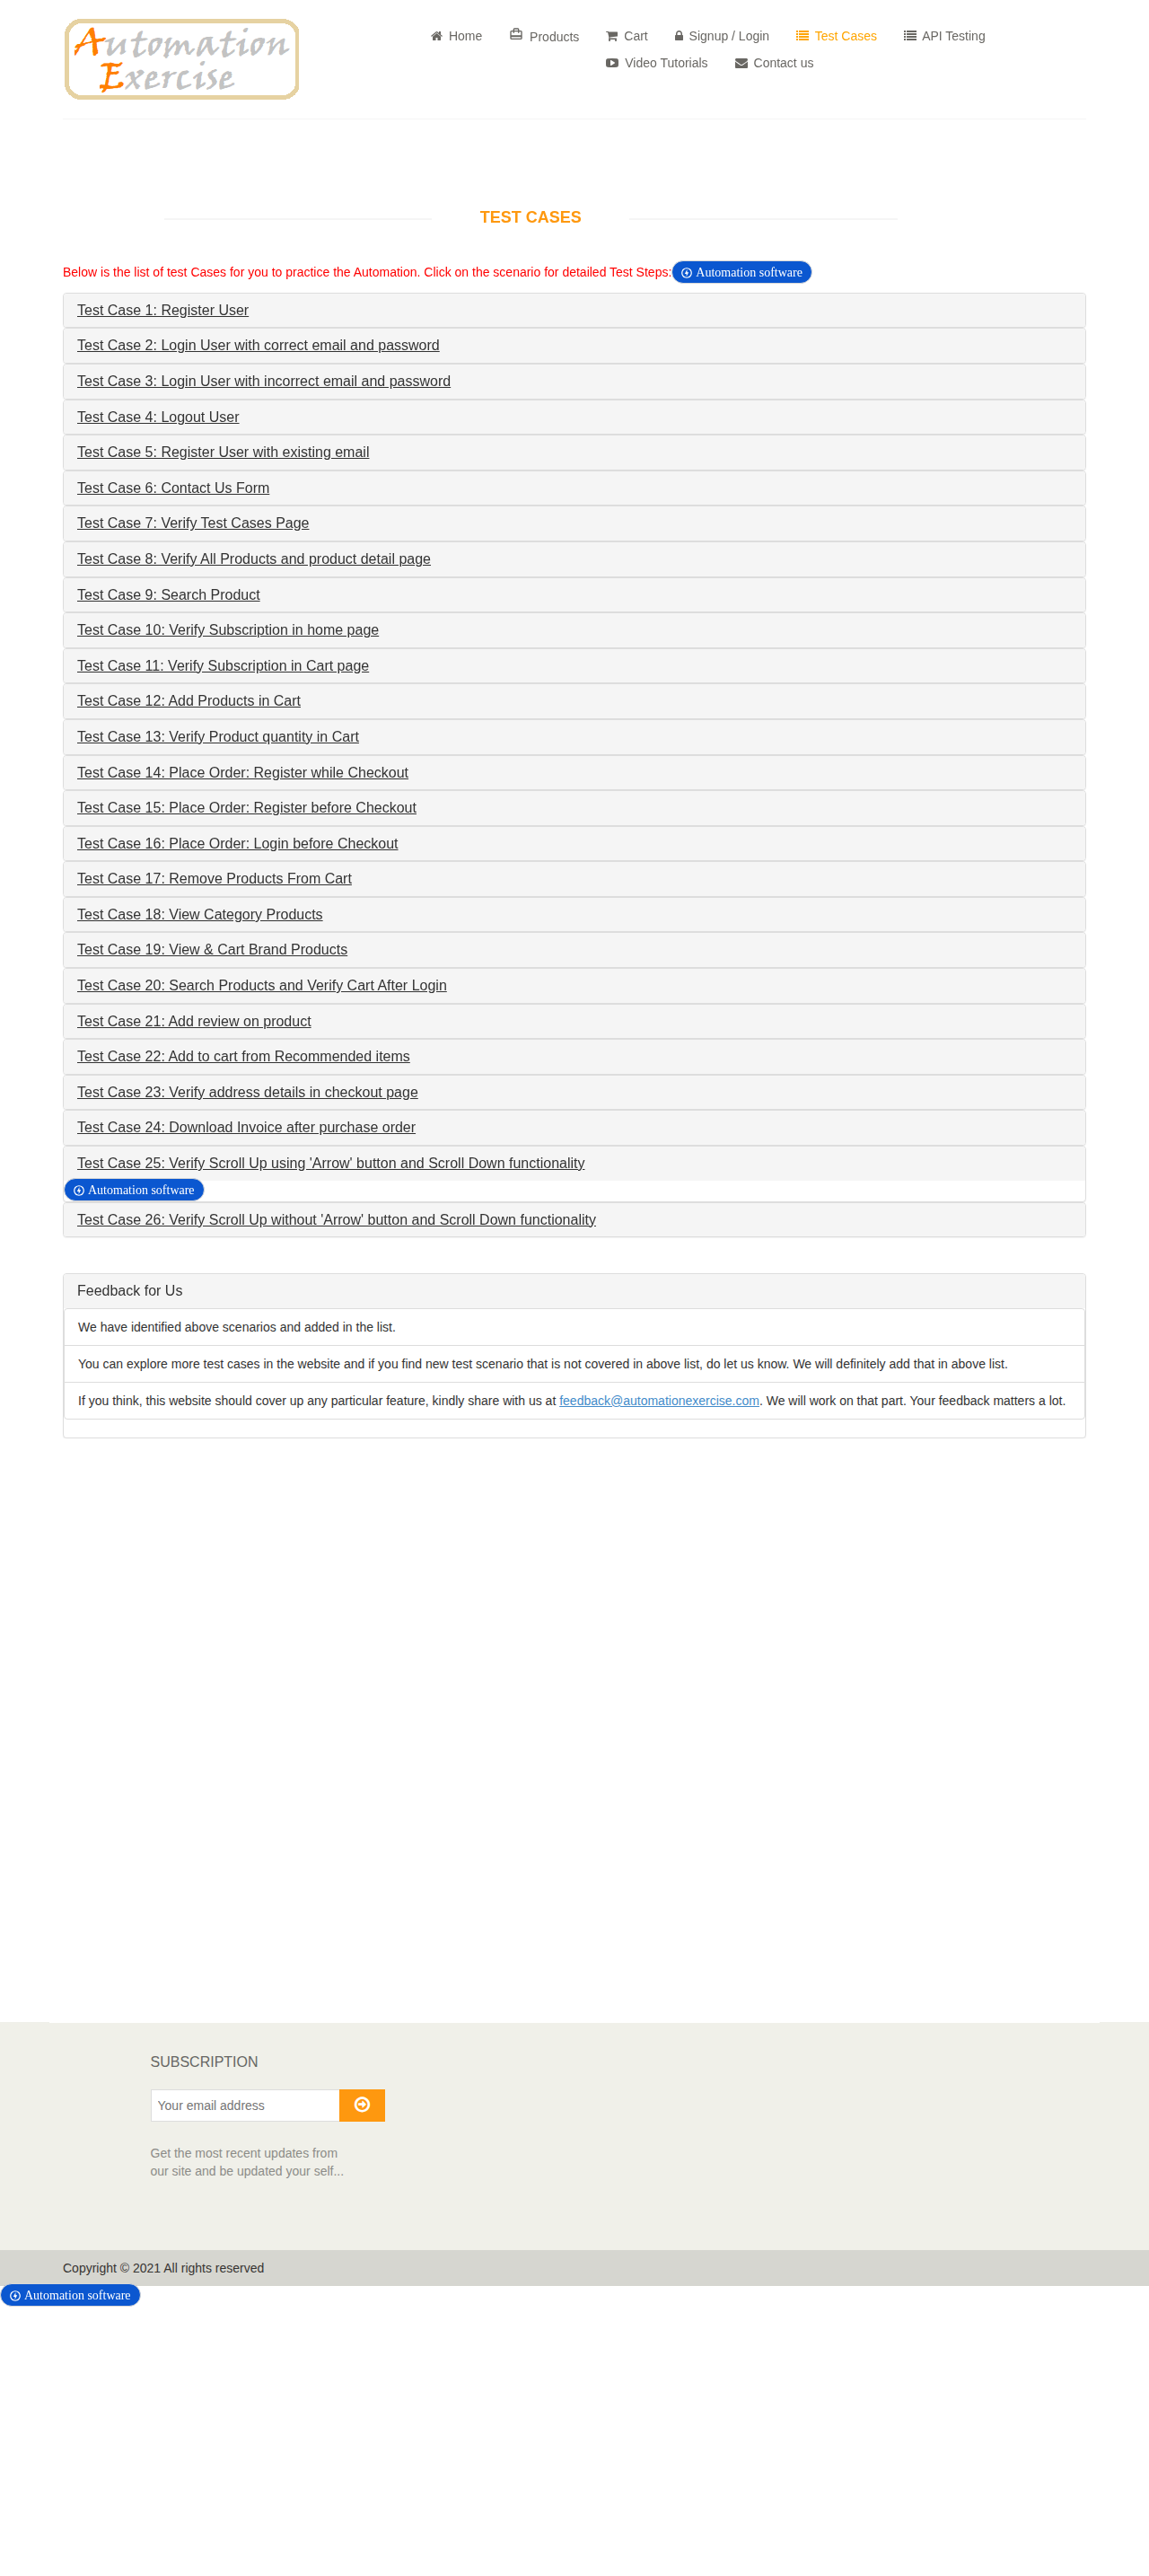 Automation
Exercise
Home Products Cart Signup / Login Test Cases API Testing
Video Tutorials Contact us
TEST CASES
Below is the list of test Cases for you to practice the Automation. Click on the scenario for detailed Test Steps: Automation software
Test Case 1: Register User
Test Case 2: Login User with correct email and password
Test Case 3: Login User with incorrect email and password
Test Case 4: Logout User
Test Case 5: Register User with existing email
Test Case 6: Contact Us Form
Test Case 7: Verify Test Cases Page
Test Case 8: Verify All Products and product detail page
Test Case 9: Search Product
Test Case 10: Verify Subscription in home page
Test Case 11: Verify Subscription in Cart page
Test Case 12: Add Products in Cart
Test Case 13: Verify Product quantity in Cart
Test Case 14: Place Order: Register while Checkout
Test Case 15: Place Order: Register before Checkout
Test Case 16: Place Order: Login before Checkout
Test Case 17: Remove Products From Cart
Test Case 18: View Category Products
Test Case 19: View & Cart Brand Products
Test Case 20: Search Products and Verify Cart After Login
Test Case 21: Add review on product
Test Case 22: Add to cart from Recommended items
Test Case 23: Verify address details in checkout page
Test Case 24: Download Invoice after purchase order
Test Case 25: Verify Scroll Up using 'Arrow' button and Scroll Down functionality
Automation software
Test Case 26: Verify Scroll Up without 'Arrow' button and Scroll Down functionality
Feedback for Us
We have identified above scenarios and added in the list.
You can explore more test cases in the website and if you find new test scenario that is not covered in above list, do let us know. We will definitely add that in above list.
If you think, this website should cover up any particular feature, kindly share with us at feedback@automationexercise.com. We will work on that part. Your feedback matters a lot.
SUBSCRIPTION
Your email address
Get the most recent updates from
our site and be updated your self...
Copyright © 2021 All rights reserved
Automation software